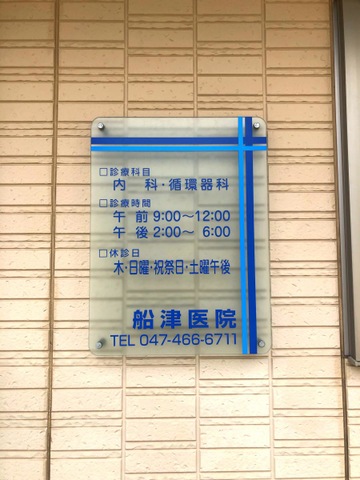 □診療科目
内 科・循環器科
□診療時間
午 前 9:00〜12:00
午 後 2:00〜 6:00
□休診日
木・日曜・祝祭日・土曜午後
船津医院
TEL 047-466-6711